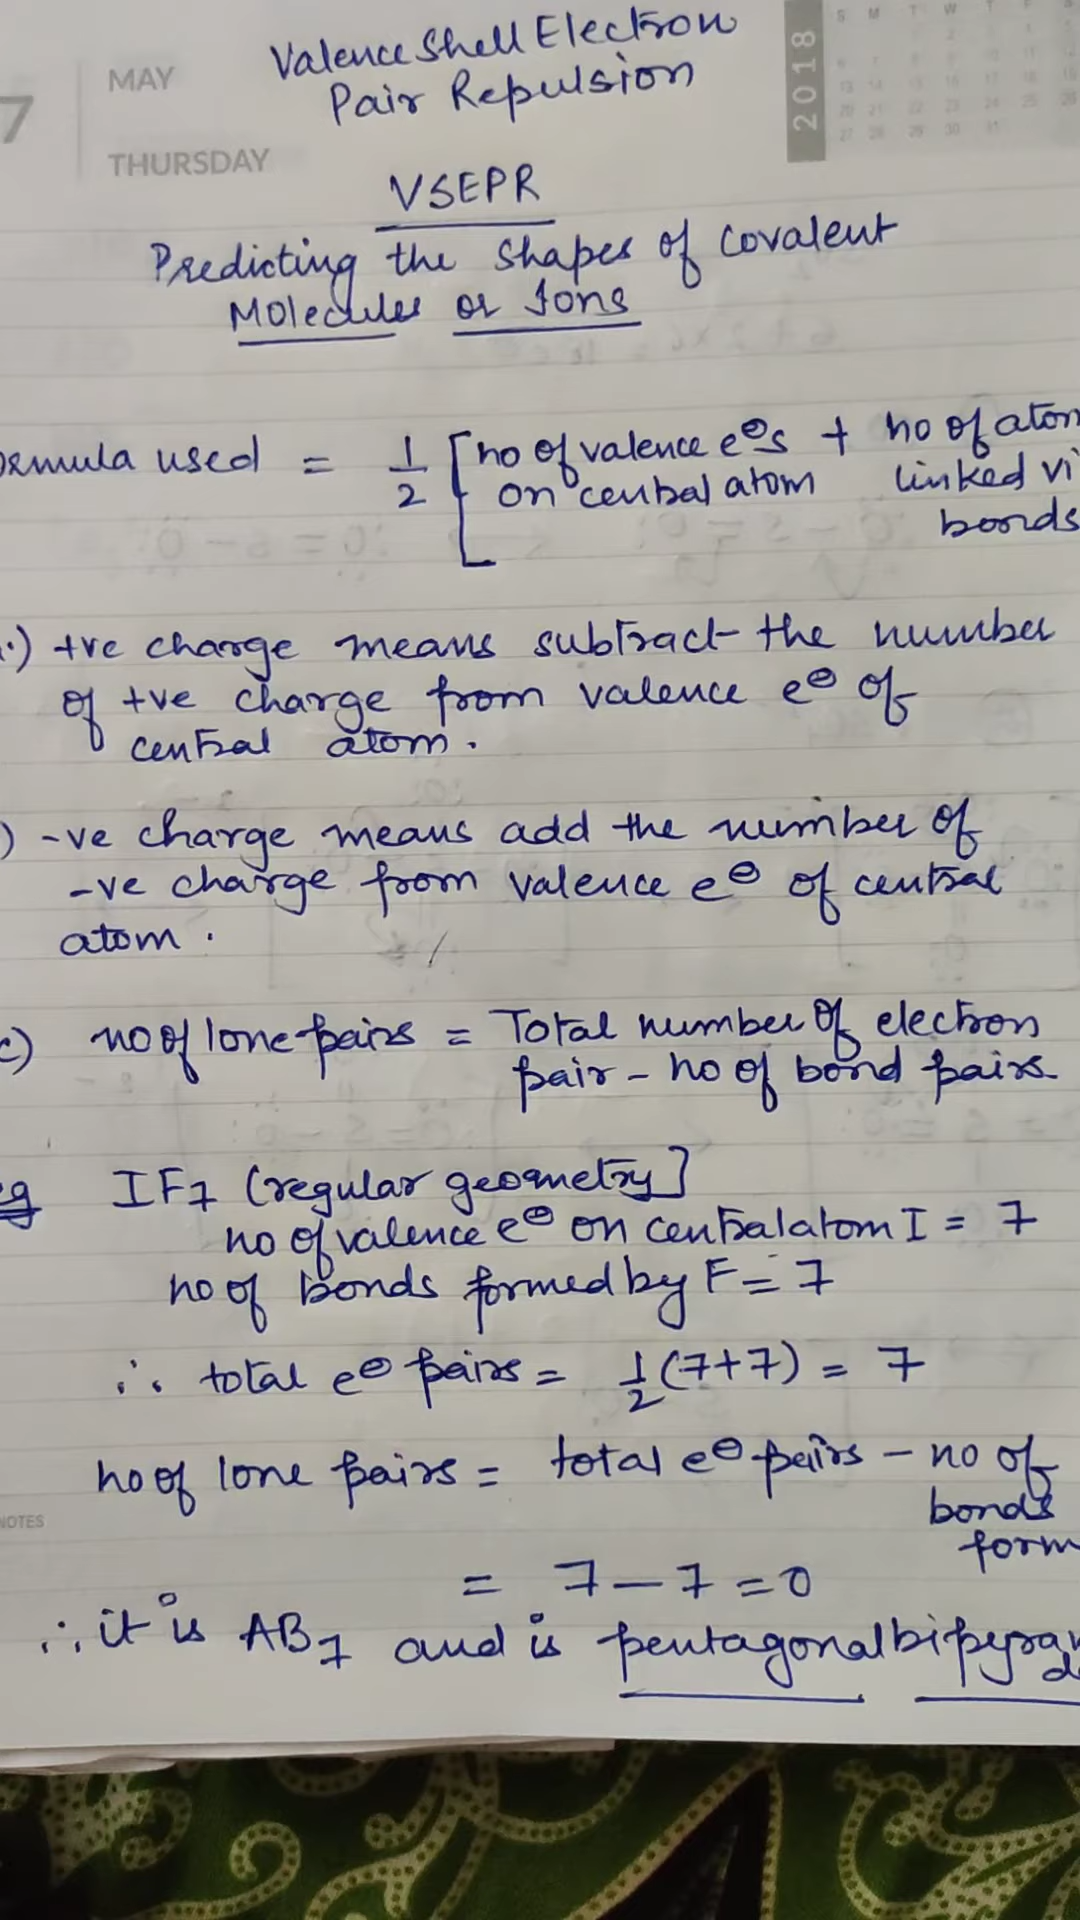 7
MAY
THURSDAY
2018
Valence Shell Electron
Pair Repulsion
VSEPR
Predicting the Shapes of Covalent
Molecules or Ions
ormula used = 1/2 [no of valence e⊖s + no of atom
on central atom linked vi
bonds
.) +ve charge means subtract the number
of +ve charge from valence e⊖ of
central atom.
) -ve charge means add the number of
-ve charge from valence e⊖ of central
atom.
c) no of lone pairs = Total number of electron
pair - no of bond pairs
eg IF7 (regular geometry]
no of valence e⊖ on central atom I = 7
no of bonds formed by F = 7
∴ total e⊖ pairs = 1/2 (7+7) = 7
no of lone pairs = total e⊖ pairs - no of
bonds
form
NOTES
= 7 - 7 = 0
∴ it is AB7 and is pentagonal bipyram
d